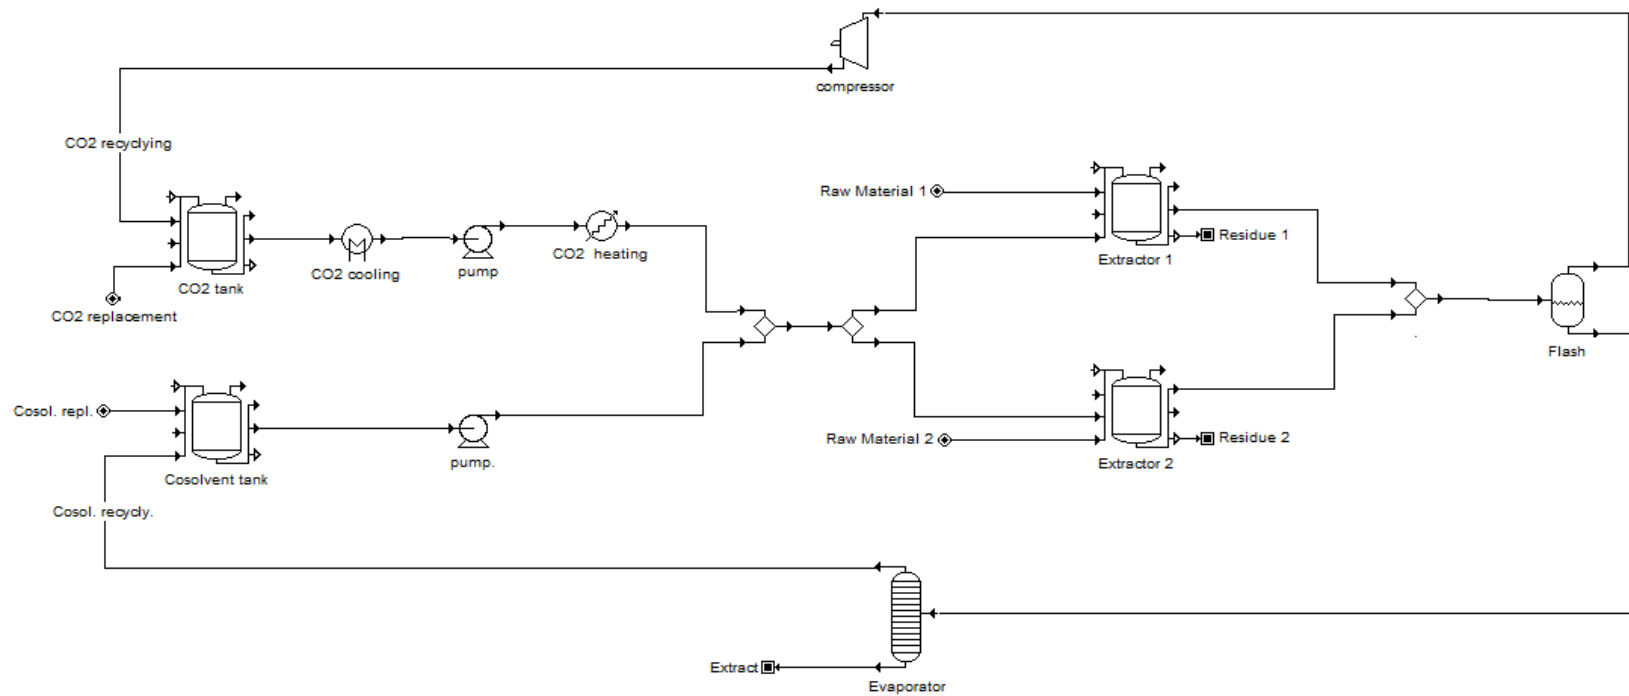 compressor
CO2 recyclying
Raw Material 1
Residue 1
CO2 heating
Extractor 1
CO2 cooling
pump
CO2 tank
CO2 replacement
Flash
Cosol. repl.
Raw Material 2
Residue 2
pump.
Extractor 2
Cosolvent tank
Cosol. recycly.
Extract
Evaporator